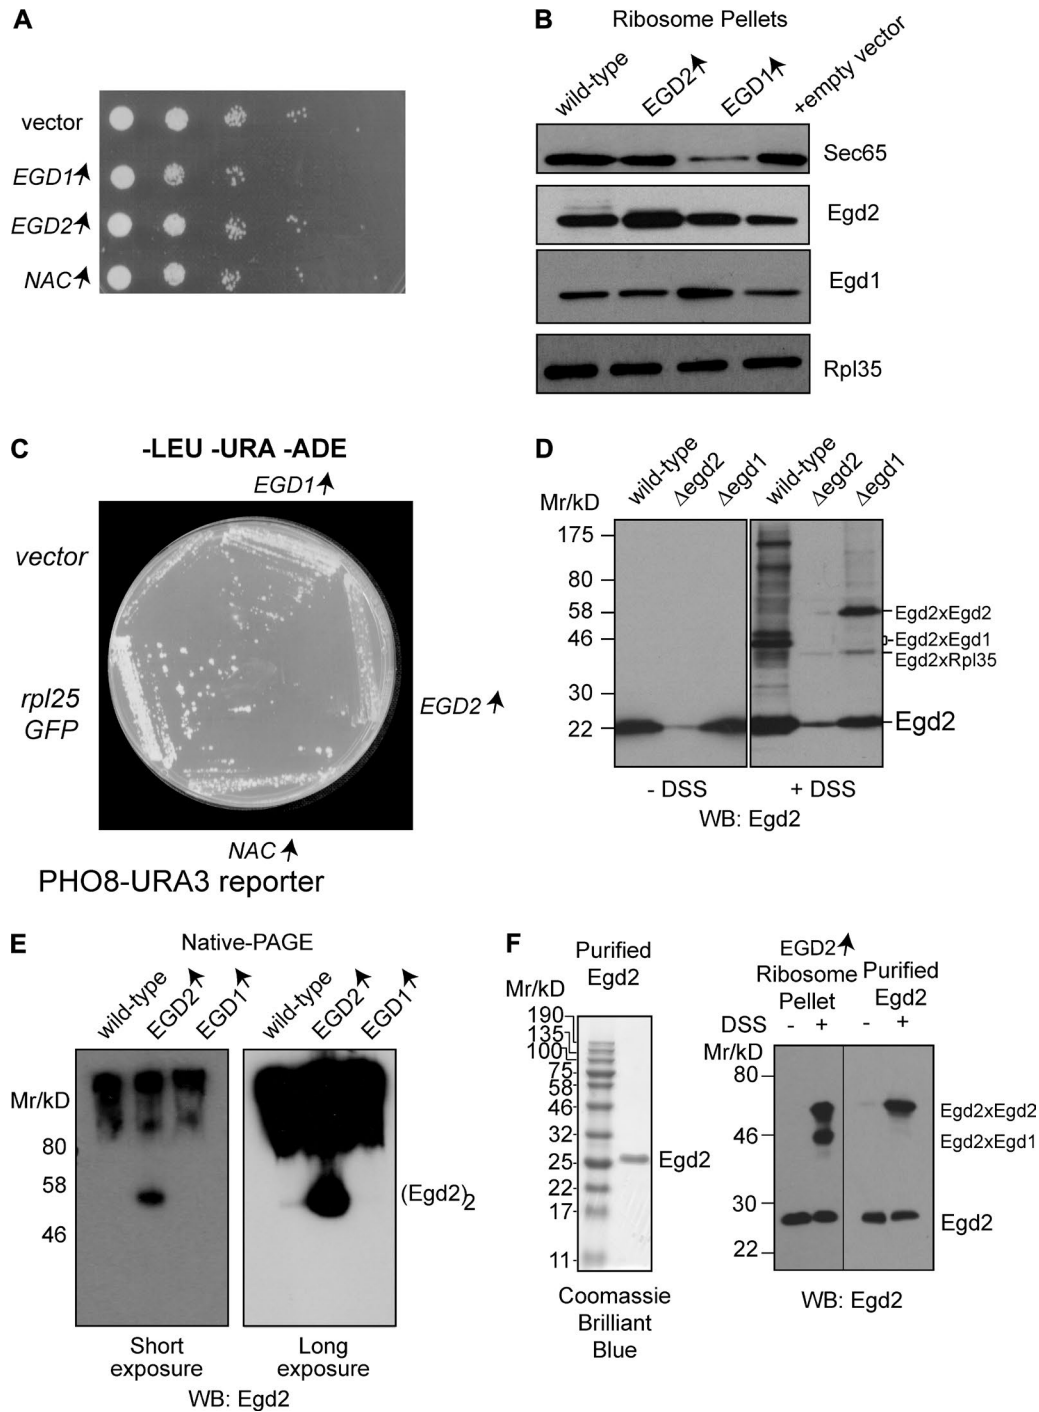 A
vector
EGD1
EGD2
NAC
B
Ribosome Pellets
wild-type
EGD2
EGD1
+empty vector
Sec65
Egd2
Egd1
Rpl35
C
-LEU -URA -ADE
EGD1
vector
rpl25
GFP
EGD2
NAC
PHO8-URA3 reporter
D
wild-type
Δegd2
Δegd1
wild-type
Δegd2
Δegd1
Mr/kD
175
80
58
46
30
22
Egd2xEgd2
Egd2xEgd1
Egd2xRpl35
Egd2
- DSS
+ DSS
WB: Egd2
E
Native-PAGE
wild-type
EGD2
EGD1
wild-type
EGD2
EGD1
Mr/kD
80
58
46
(Egd2)2
Short
exposure
Long
exposure
WB: Egd2
F
Purified
Egd2
Mr/kD
190
135
100
75
58
46
32
25
22
17
11
Egd2
Coomassie
Brilliant
Blue
EGD2
Ribosome
Pellet
Purified
Egd2
DSS - + - +
Mr/kD
80
46
30
22
Egd2xEgd2
Egd2xEgd1
Egd2
WB: Egd2